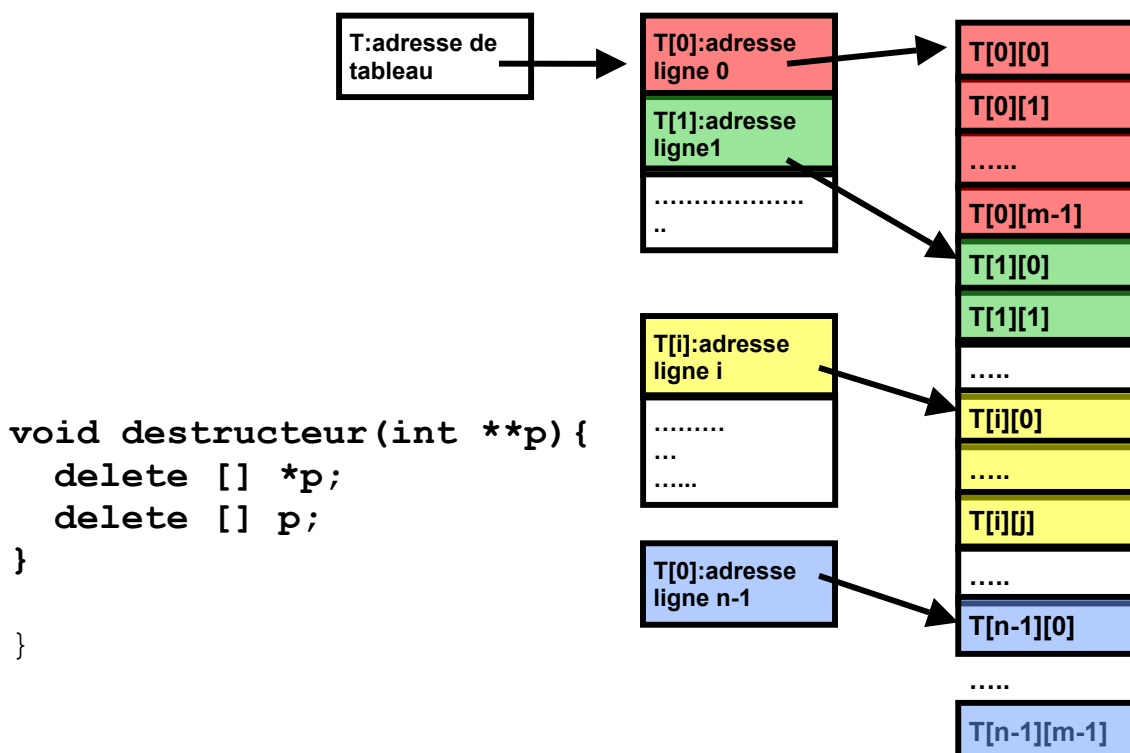 T:adresse de
tableau
T[0]:adresse
ligne 0
T[1]:adresse
ligne1
……………….
..
T[i]:adresse
ligne i
………
…
…...
T[0]:adresse
ligne n-1
T[0][0]
T[0][1]
…...
T[0][m-1]
T[1][0]
T[1][1]
…..
T[i][0]
…..
T[i][j]
…..
T[n-1][0]
…..
T[n-1][m-1]
void destructeur(int **p){
delete [] *p;
delete [] p;
}
}